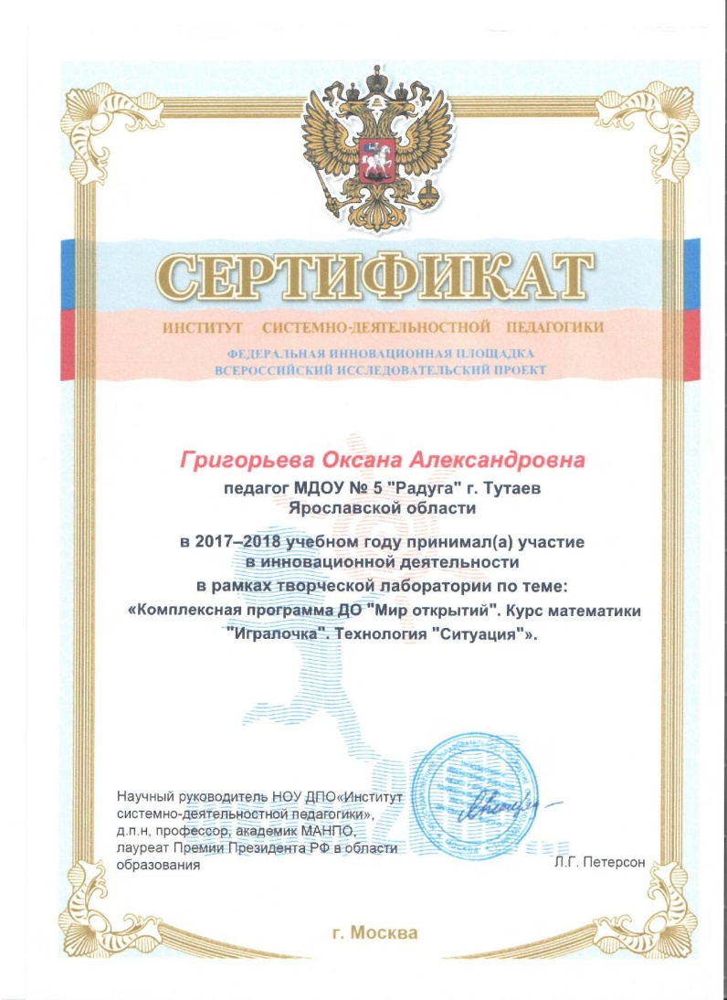 СЕРТИФИКАТ
ИНСТИТУТ СИСТЕМНО-ДЕЯТЕЛЬНОСТНОЙ ПЕДАГОГИКИ
ФЕДЕРАЛЬНАЯ ИННОВАЦИОННАЯ ПЛОЩАДКА
ВСЕРОССИЙСКИЙ ИССЛЕДОВАТЕЛЬСКИЙ ПРОЕКТ
Григорьева Оксана Александровна
педагог МДОУ № 5 "Радуга" г. Тутаев
Ярославской области
в 2017–2018 учебном году принимал(а) участие
в инновационной деятельности
в рамках творческой лаборатории по теме:
«Комплексная программа ДО "Мир открытий". Курс математики
"Игралочка". Технология "Ситуация"».
Научный руководитель НОУ ДПО«Институт
системно-деятельностной педагогики»,
д.п.н, профессор, академик МАНПО,
лауреат Премии Президента РФ в области
образования
Л.Г. Петерсон
г. Москва